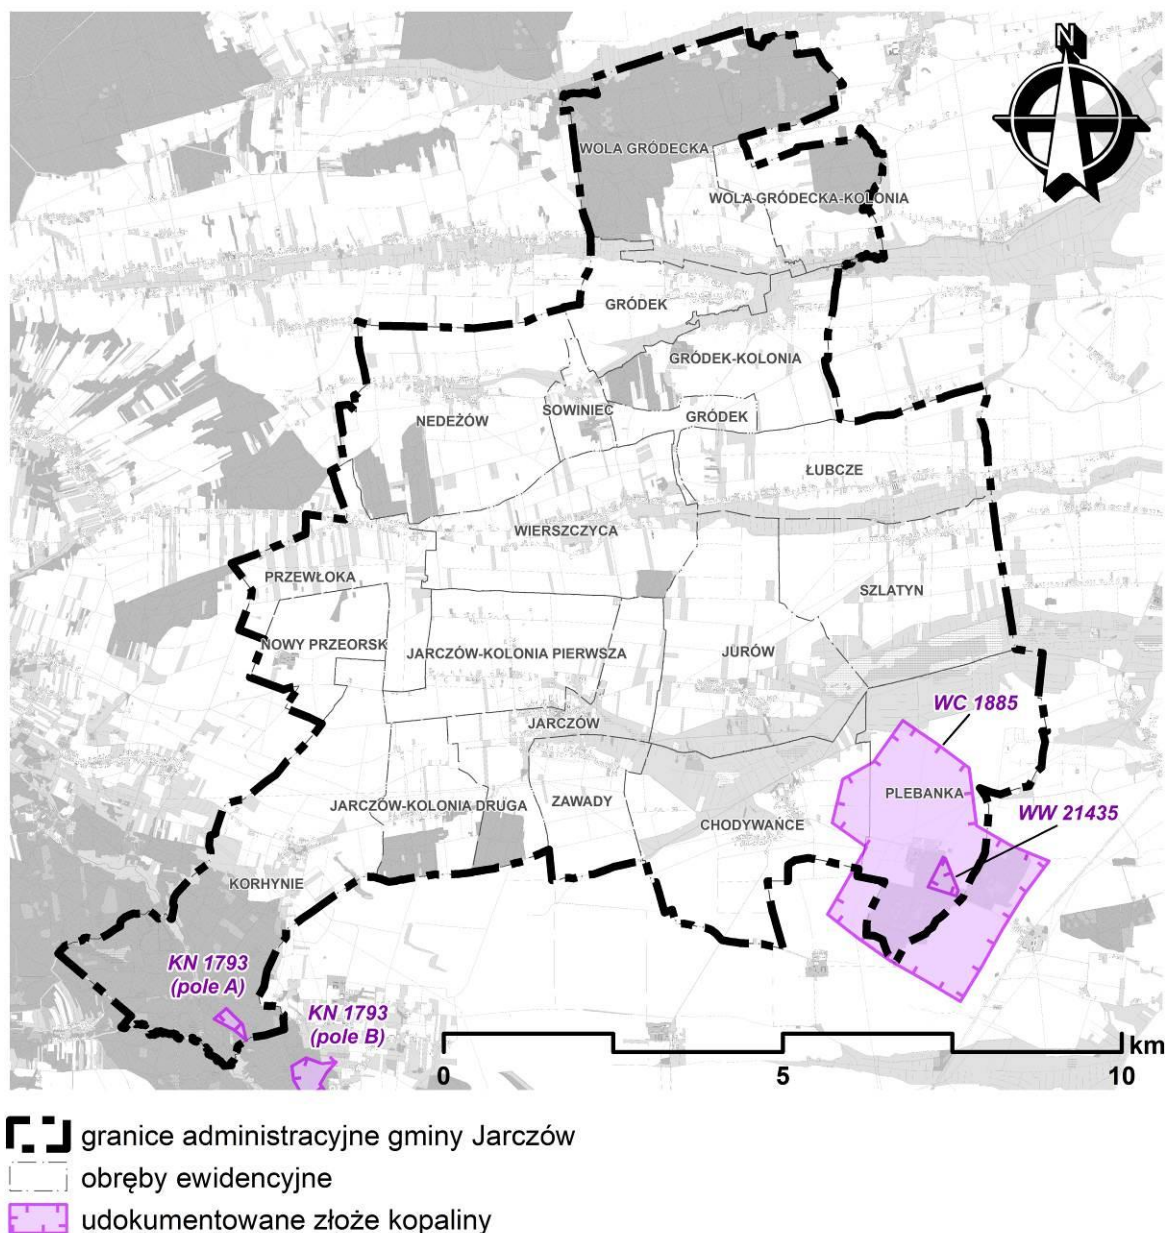 N
WOLA GRÓDECKA
WOLA GRÓDECKA-KOLONIA
GRÓDEK
GRÓDEK-KOLONIA
SOWINIEC
GRÓDEK
NEDEŻÓW
ŁUBCZE
WIERSZCZYCA
PRZEWŁOKA
SZLATYN
NOWY PRZEORSK
JARCZÓW-KOLONIA PIERWSZA
JURÓW
WC 1885
JARCZÓW
PLEBANKA
JARCZÓW-KOLONIA DRUGA
ZAWADY
WW 21435
CHODYWAŃCE
KORHYNIE
KN 1793
(pole A)
KN 1793
(pole B)
km
0
5
10
granice administracyjne gminy Jarczów
obręby ewidencyjne
udokumentowane złoże kopaliny